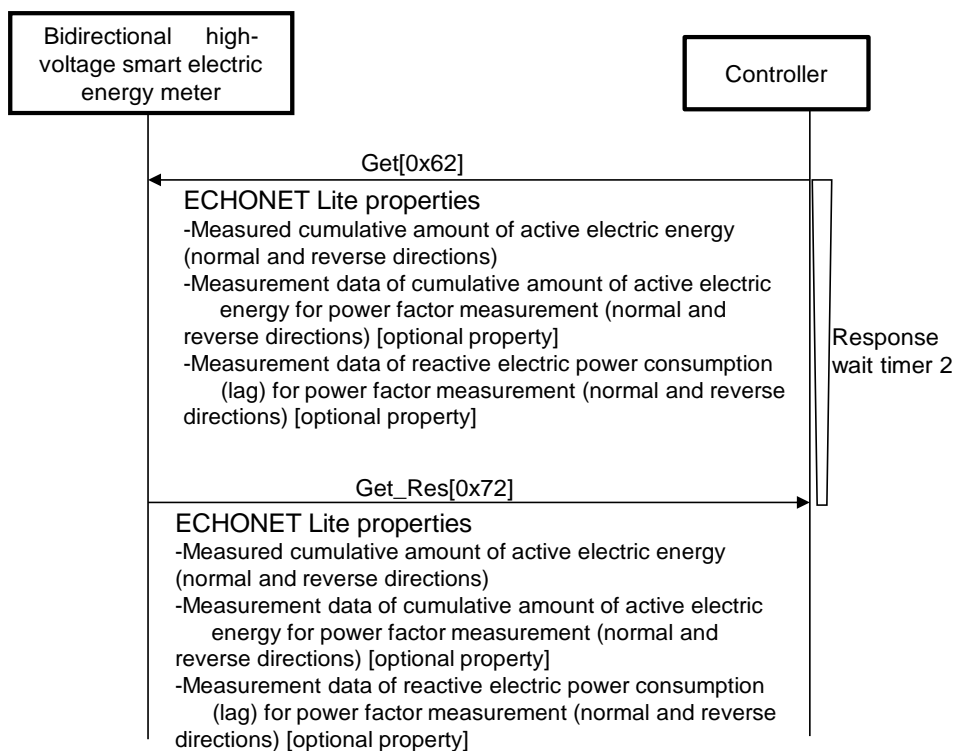 Bidirectional high-
voltage smart electric
energy meter
Controller
Get[0x62]
ECHONET Lite properties
-Measured cumulative amount of active electric energy
(normal and reverse directions)
-Measurement data of cumulative amount of active electric
energy for power factor measurement (normal and
reverse directions) [optional property]
-Measurement data of reactive electric power consumption
(lag) for power factor measurement (normal and reverse
directions) [optional property]
Response
wait timer 2
Get_Res[0x72]
ECHONET Lite properties
-Measured cumulative amount of active electric energy
(normal and reverse directions)
-Measurement data of cumulative amount of active electric
energy for power factor measurement (normal and
reverse directions) [optional property]
-Measurement data of reactive electric power consumption
(lag) for power factor measurement (normal and reverse
directions) [optional property]